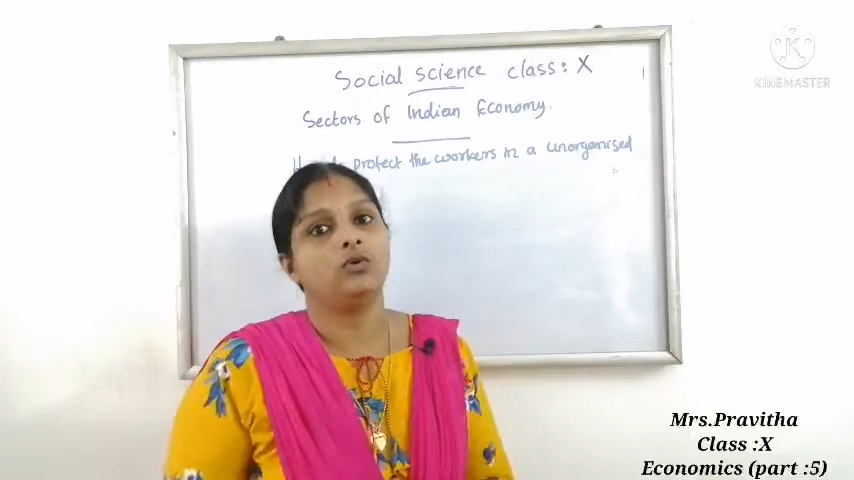 Social science class: X
Sectors of Indian Economy.
protect the workers in a unorganised
K
KINEMASTER
Mrs.Pravitha
Class :X
Economics (part :5)